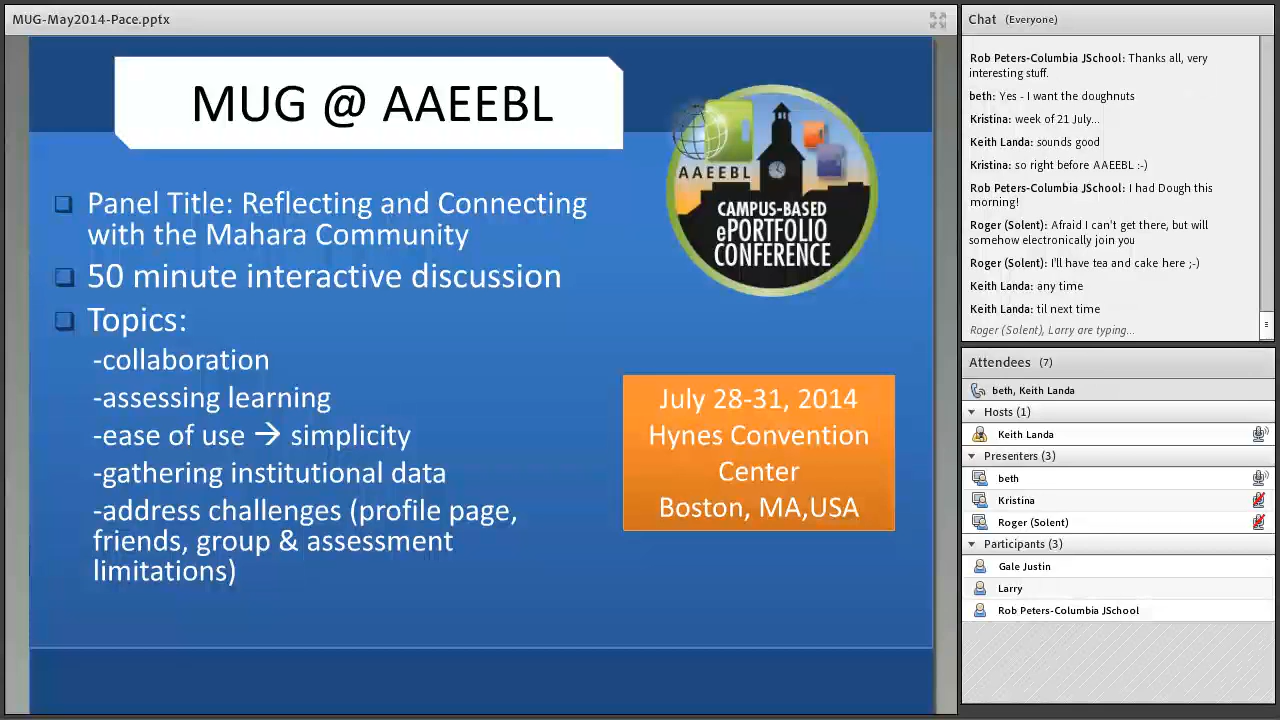 MUG-May2014-Pace.pptx
MUG @ AAEEBL
AAEEBL
CAMPUS-BASED
ePORTFOLIO
CONFERENCE
Panel Title: Reflecting and Connecting
with the Mahara Community
50 minute interactive discussion
Topics:
-collaboration
-assessing learning
-ease of use → simplicity
-gathering institutional data
-address challenges (profile page,
friends, group & assessment
limitations)
July 28-31, 2014
Hynes Convention
Center
Boston, MA,USA
Chat (Everyone)
Rob Peters-Columbia JSchool: Thanks all, very
interesting stuff.
beth: Yes - I want the doughnuts
Kristina: week of 21 July...
Keith Landa: sounds good
Kristina: so right before AAEEBL :-)
Rob Peters-Columbia JSchool: I had Dough this
morning!
Roger (Solent): Afraid I can't get there, but will
somehow electronically join you
Roger (Solent): I'll have tea and cake here ;-)
Keith Landa: any time
Keith Landa: til next time
Roger (Solent), Larry are typing...
Attendees (7)
beth, Keith Landa
Hosts (1)
Keith Landa
Presenters (3)
beth
Kristina
Roger (Solent)
Participants (3)
Gale Justin
Larry
Rob Peters-Columbia JSchool